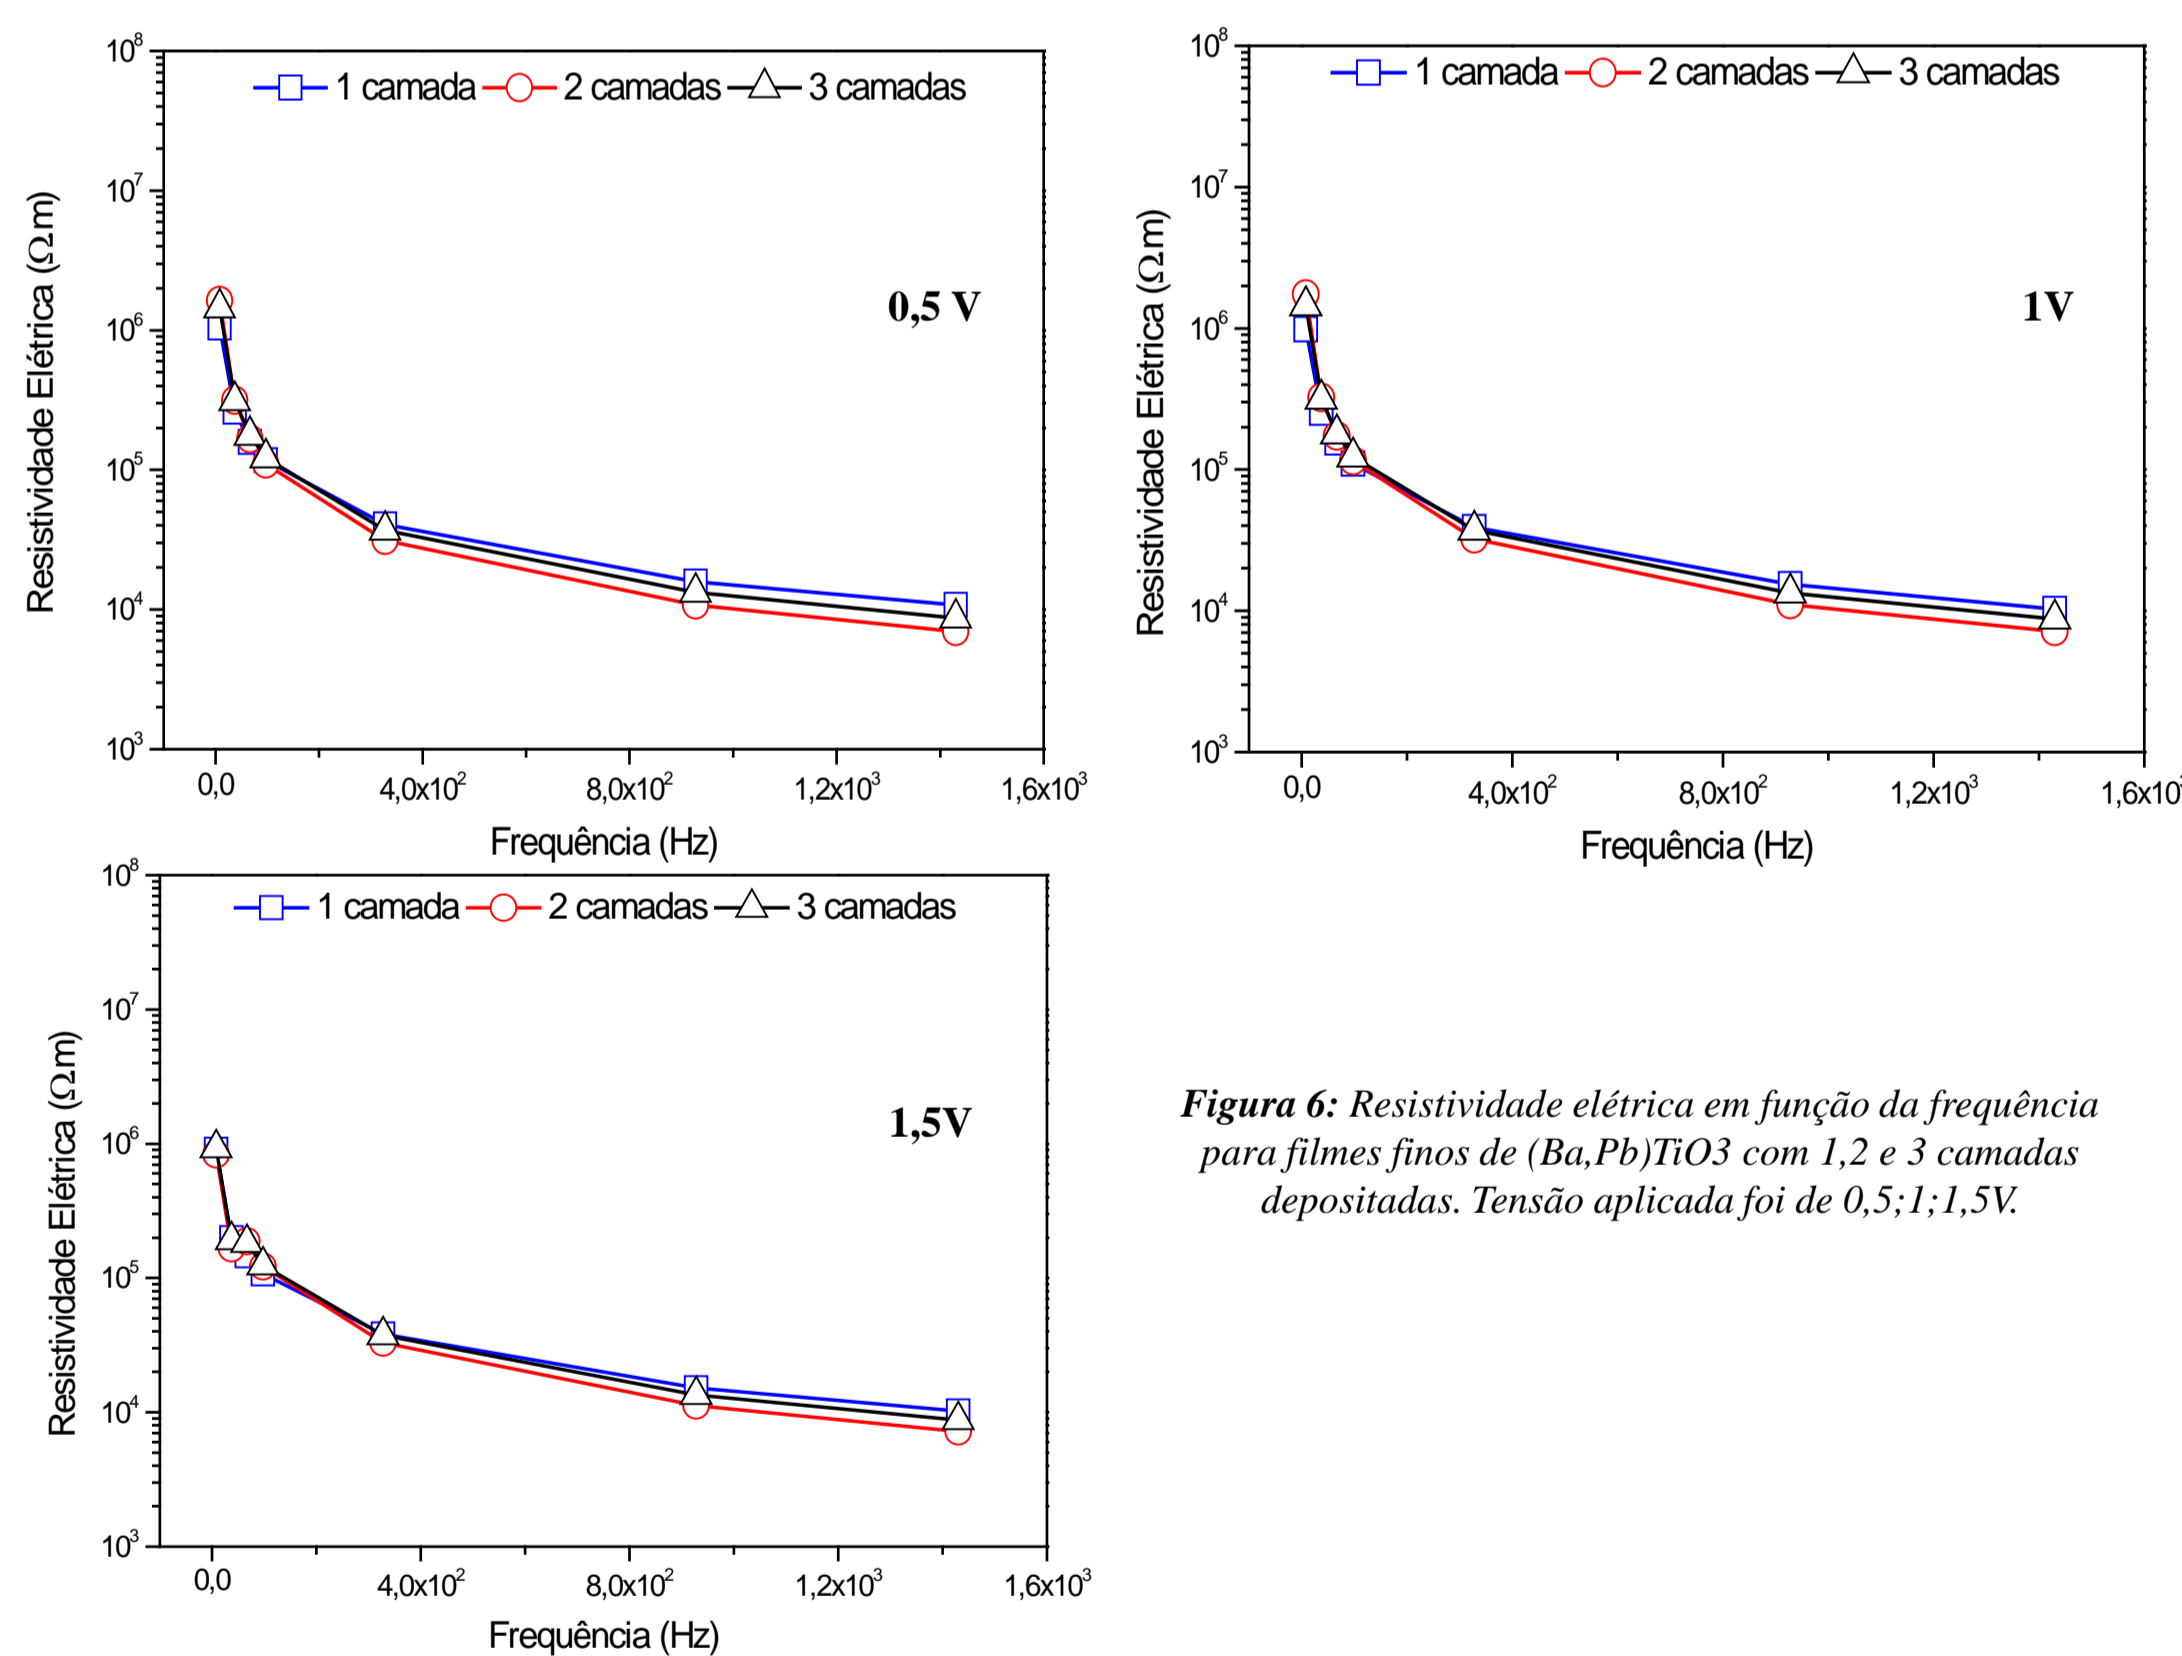 10⁸
1 camada 2 camadas 3 camadas
10⁷
0,5 V
10⁶
10⁵
10⁴
10³
Resistividade Elétrica (Ω.m)
0,0 4,0x10² 8,0x10² 1,2x10³ 1,6x10³
Frequência (Hz)
10⁸
1 camada 2 camadas 3 camadas
10⁷
1V
10⁶
10⁵
10⁴
10³
Resistividade Elétrica (Ω.m)
0,0 4,0x10² 8,0x10² 1,2x10³ 1,6x10
Frequência (Hz)
10⁸
1 camada 2 camadas 3 camadas
10⁷
1,5V
10⁶
10⁵
10⁴
10³
Resistividade Elétrica (Ω.m)
0,0 4,0x10² 8,0x10² 1,2x10³ 1,6x10³
Frequência (Hz)
Figura 6: Resistividade elétrica em função da frequência
para filmes finos de (Ba,Pb)TiO3 com 1,2 e 3 camadas
depositadas. Tensão aplicada foi de 0,5;1;1,5V.